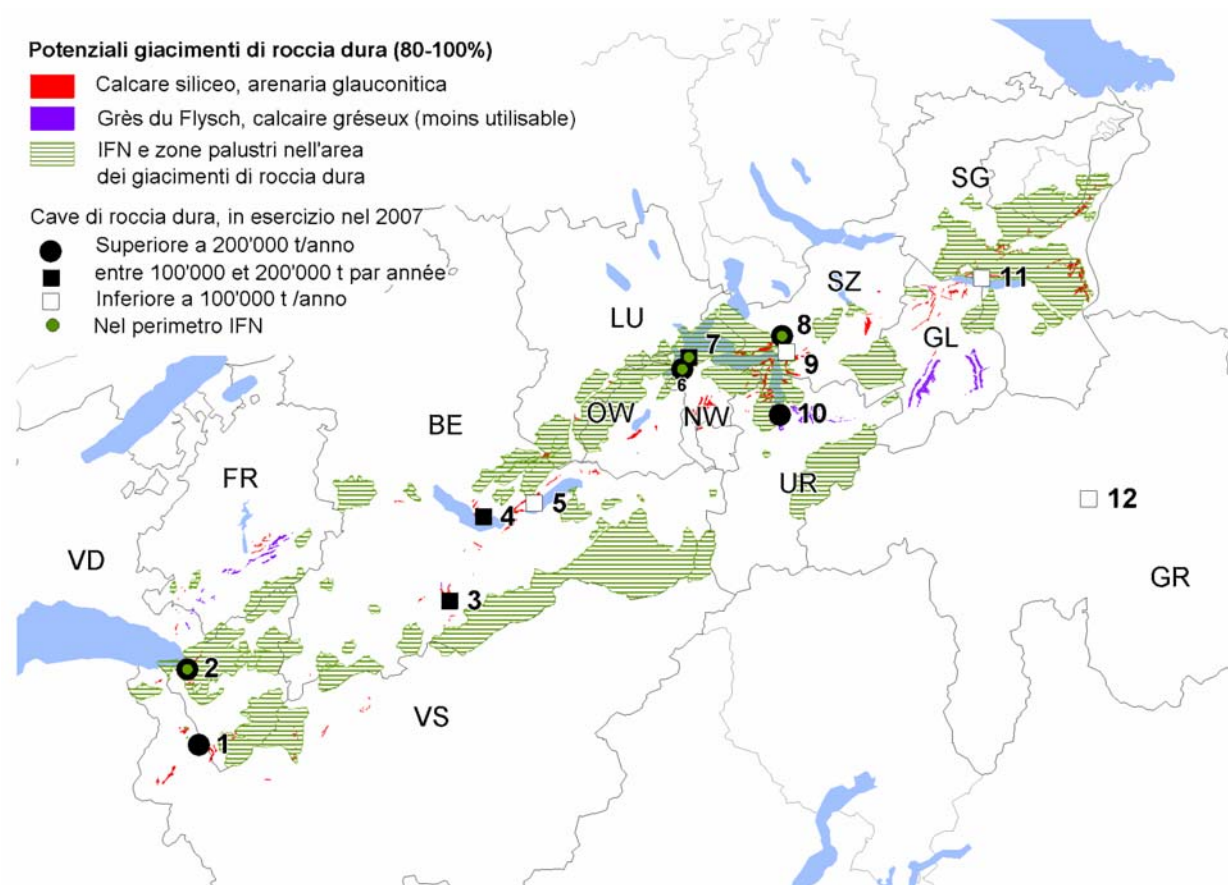 Potenziali giacimenti di roccia dura (80-100%)
Calcare siliceo, arenaria glauconitica
Grès du Flysch, calcaire gréseux (moins utilisable)
IFN e zone palustri nell'area
dei giacimenti di roccia dura
Cave di roccia dura, in esercizio nel 2007
Superiore a 200'000 t/anno
entre 100'000 et 200'000 t par année
Inferiore a 100'000 t /anno
Nel perimetro IFN
SG
11
SZ
LU
8
7
9
GL
6
10
OW
NW
BE
UR
FR
5
4
12
VD
GR
3
2
VS
1